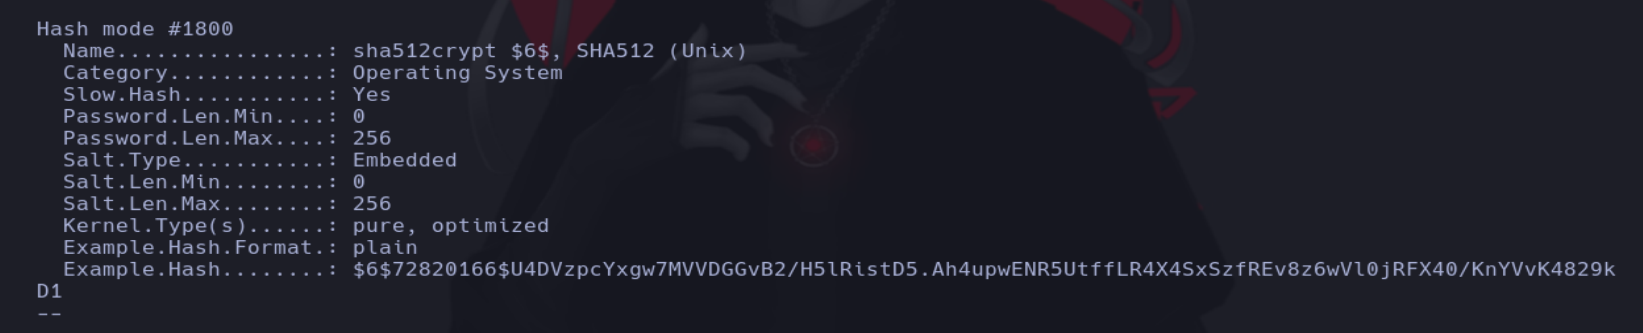 Hash mode #1800
  Name................: sha512crypt $6$, SHA512 (Unix)
  Category............: Operating System
  Slow.Hash...........: Yes
  Password.Len.Min....: 0
  Password.Len.Max....: 256
  Salt.Type...........: Embedded
  Salt.Len.Min........: 0
  Salt.Len.Max........: 256
  Kernel.Type(s)......: pure, optimized
  Example.Hash.Format.: plain
  Example.Hash........: $6$72820166$U4DVzpcYxgw7MVVDGGvB2/H5lRistD5.Ah4upwENR5UtffLR4X4SxSzfREv8z6wVl0jRFX40/KnYVvK4829k
D1
--